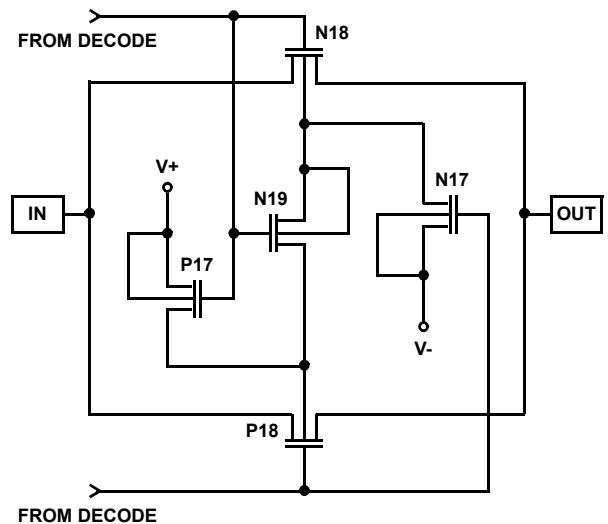 FROM DECODE
N18
V+
N17
N19
IN
OUT
P17
V-
P18
FROM DECODE